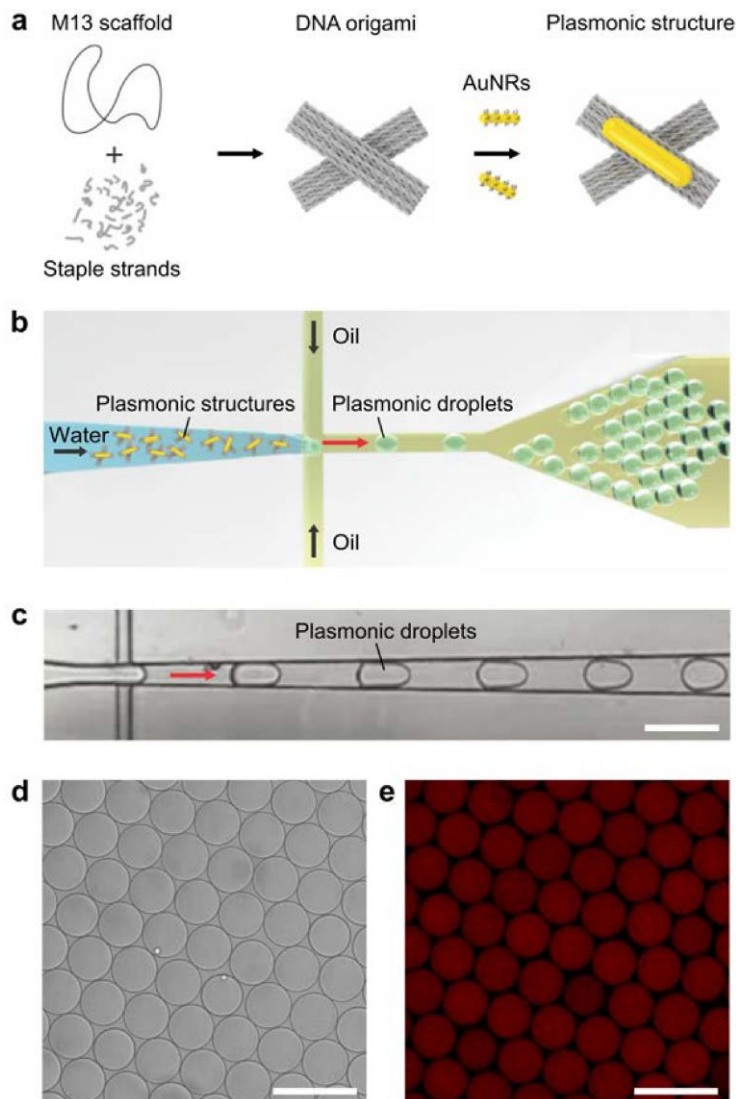 a
M13 scaffold
DNA origami
Plasmonic structure
AuNRs
+
Staple strands
b
Oil
Plasmonic structures
Plasmonic droplets
Water
Oil
c
Plasmonic droplets
d
e